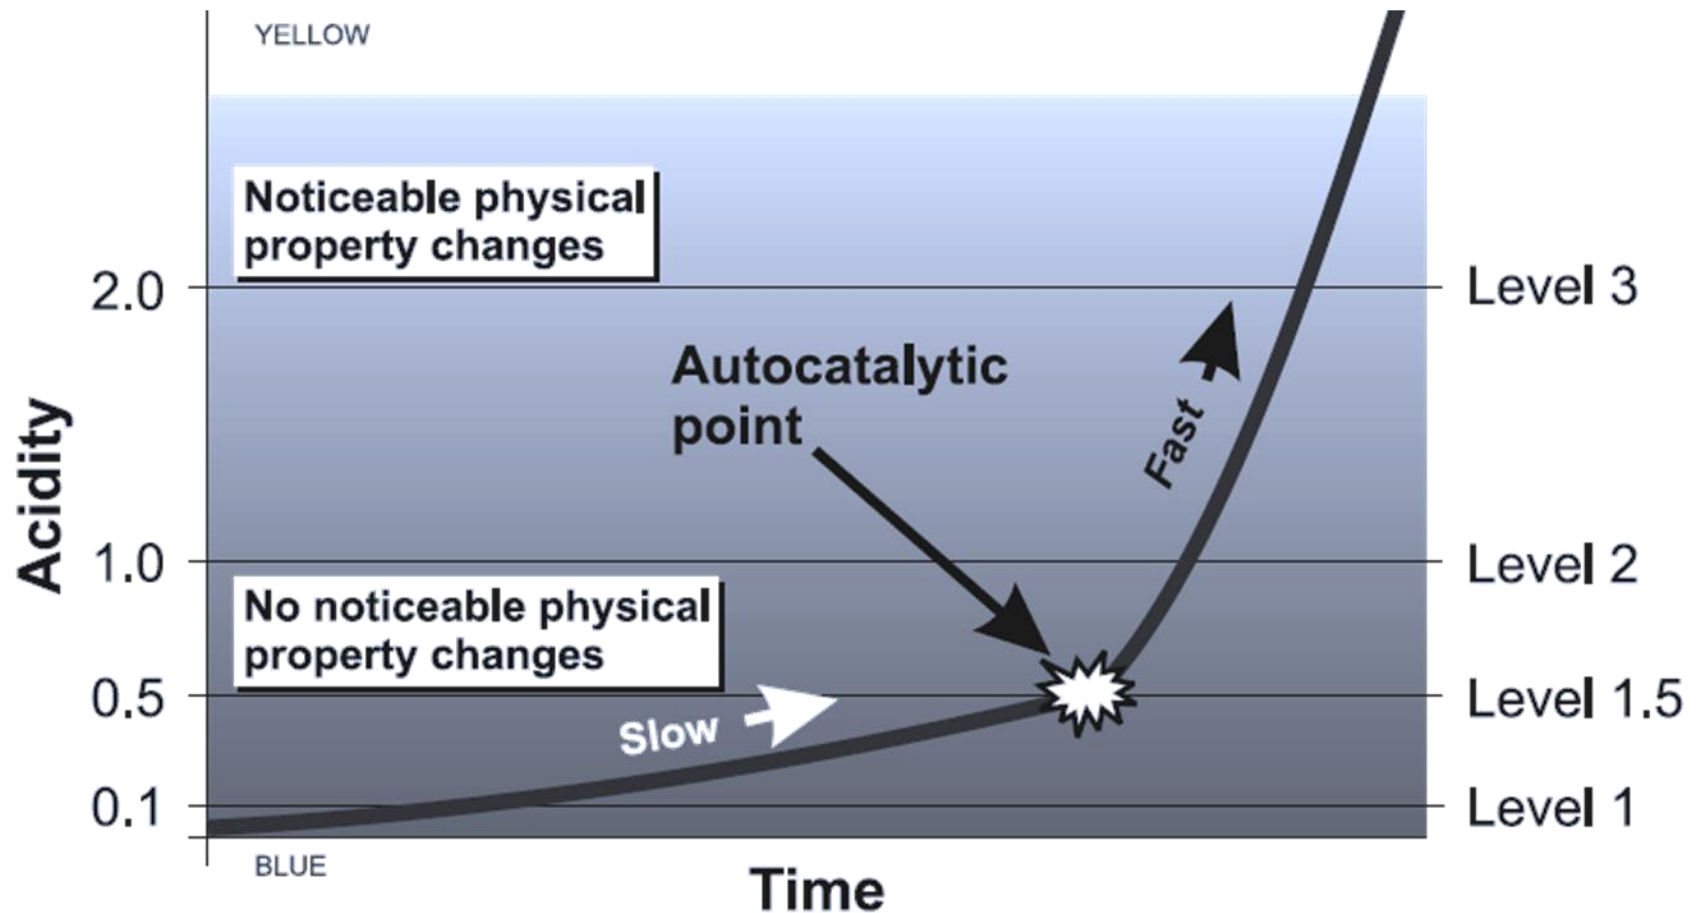 YELLOW
Noticeable physical
property changes
2.0
Level 3
Autocatalytic
point
Fast
Acidity
1.0
Level 2
No noticeable physical
property changes
0.5
Level 1.5
Slow
0.1
Level 1
BLUE
Time